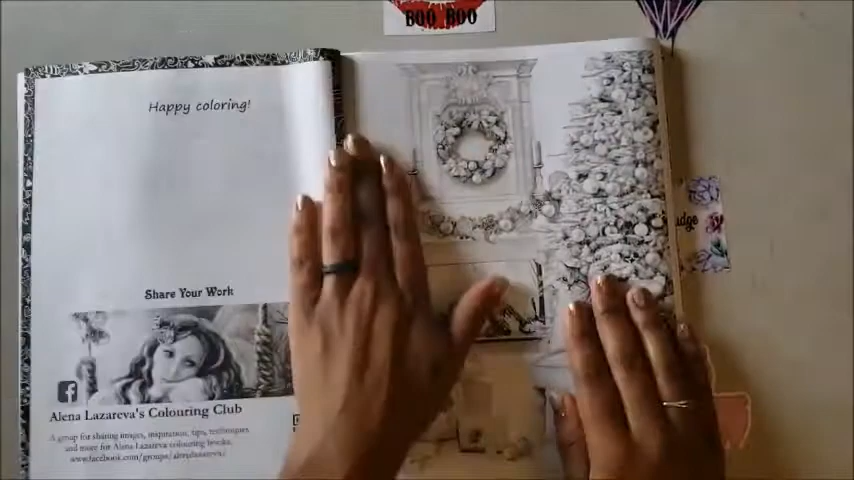 BOO BOO
Happy coloring!
udge
Share Your Work
Alena Lazareva's Colouring Club
A group for sharing images, tips, inspiration,
and more for Alena Lazareva's colouring books.
www.facebook.com/groups/alenalazareva/